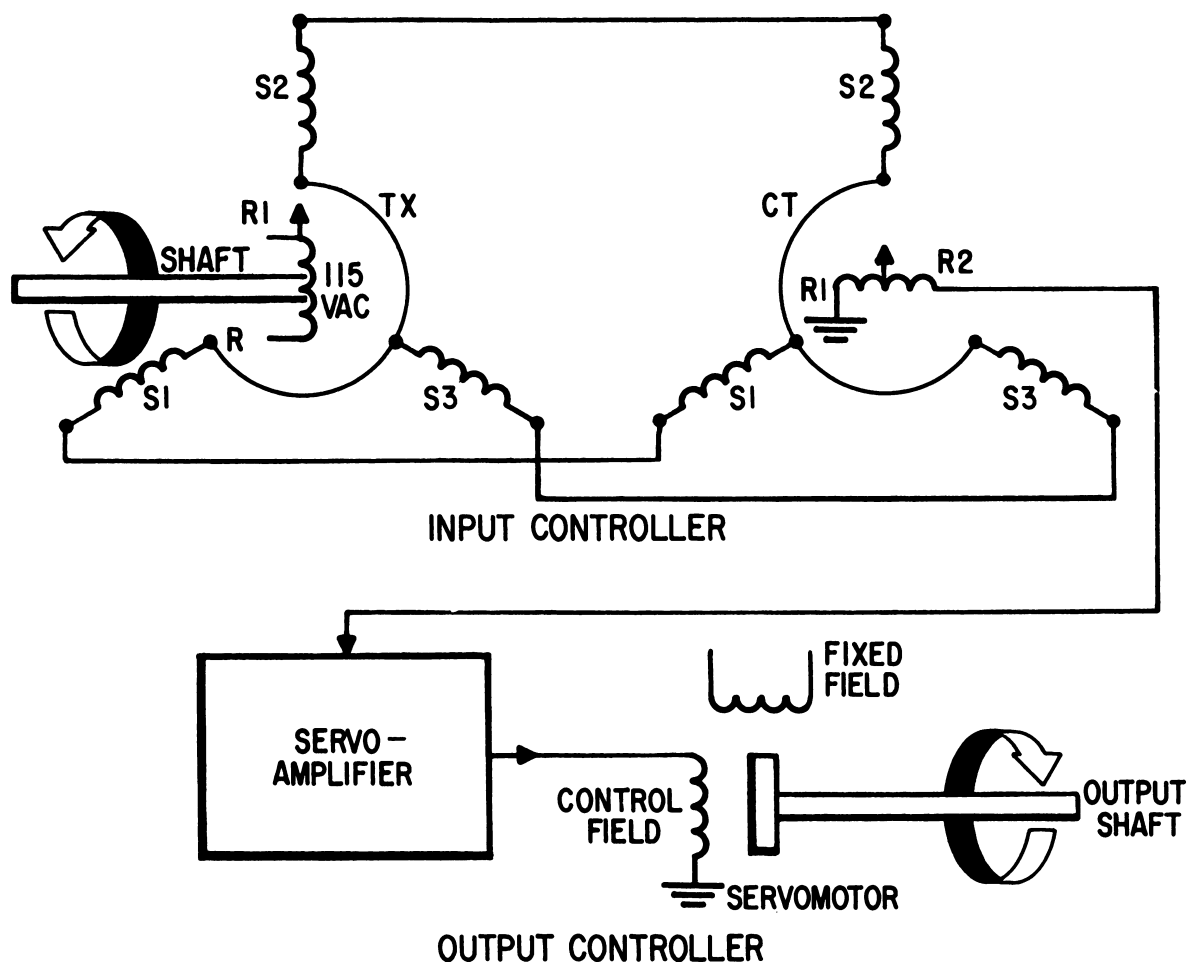 S2
S2
R1
TX
CT
SHAFT
115
VAC
R1
R2
R
S1
S3
S1
S3
INPUT CONTROLLER
SERVO –
AMPLIFIER
FIXED
FIELD
CONTROL
FIELD
OUTPUT
SHAFT
SERVOMOTOR
OUTPUT CONTROLLER